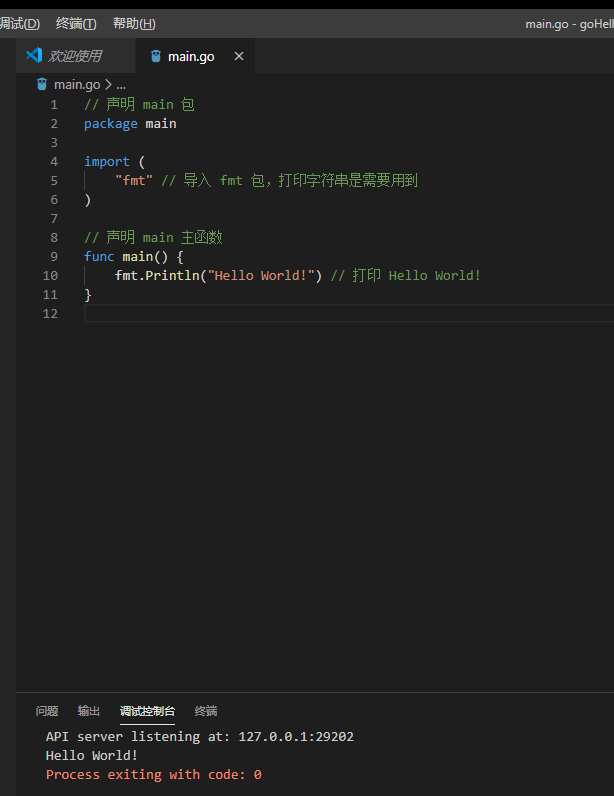 调试(D) 终端(T) 帮助(H) main.go - goHell
欢迎使用 main.go ×
main.go > ...
1 // 声明 main 包
2 package main
3
4 import (
5 "fmt" // 导入 fmt 包，打印字符串是需要用到
6 )
7
8 // 声明 main 主函数
9 func main() {
10 fmt.Println("Hello World!") // 打印 Hello World!
11 }
12
问题 输出 调试控制台 终端
API server listening at: 127.0.0.1:29202
Hello World!
Process exiting with code: 0